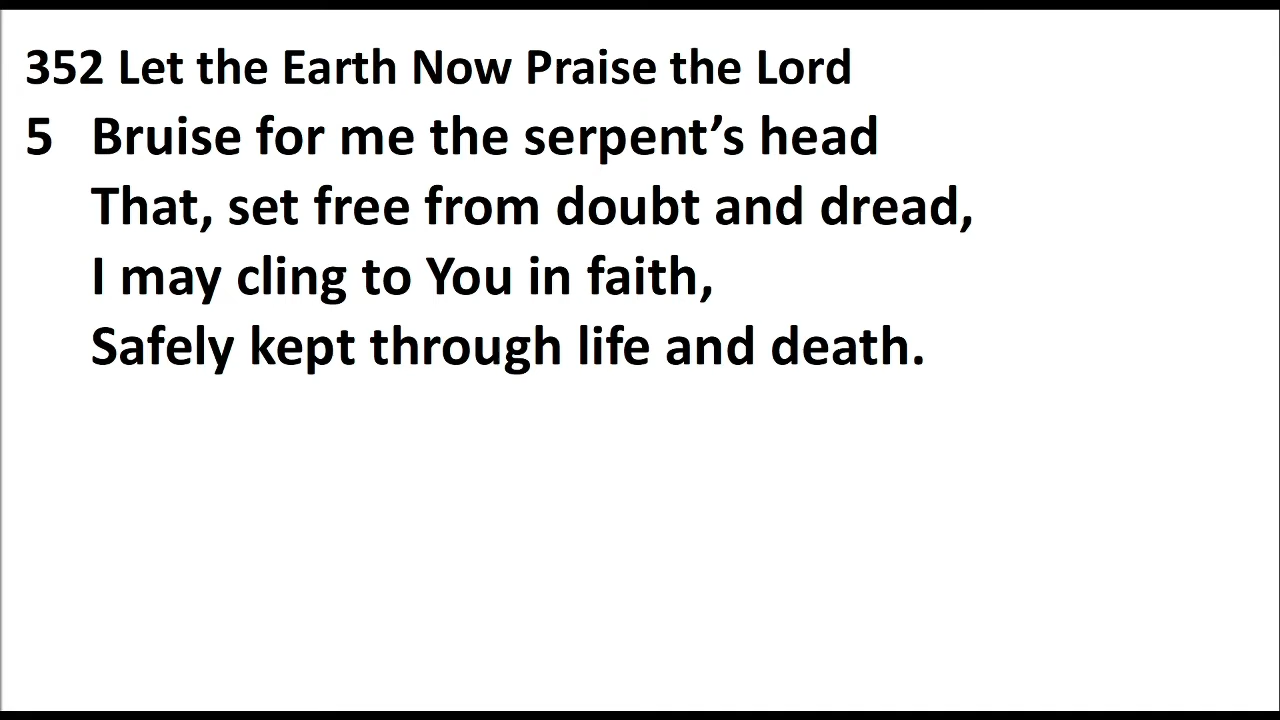 352 Let the Earth Now Praise the Lord
5 Bruise for me the serpent’s head
That, set free from doubt and dread,
I may cling to You in faith,
Safely kept through life and death.